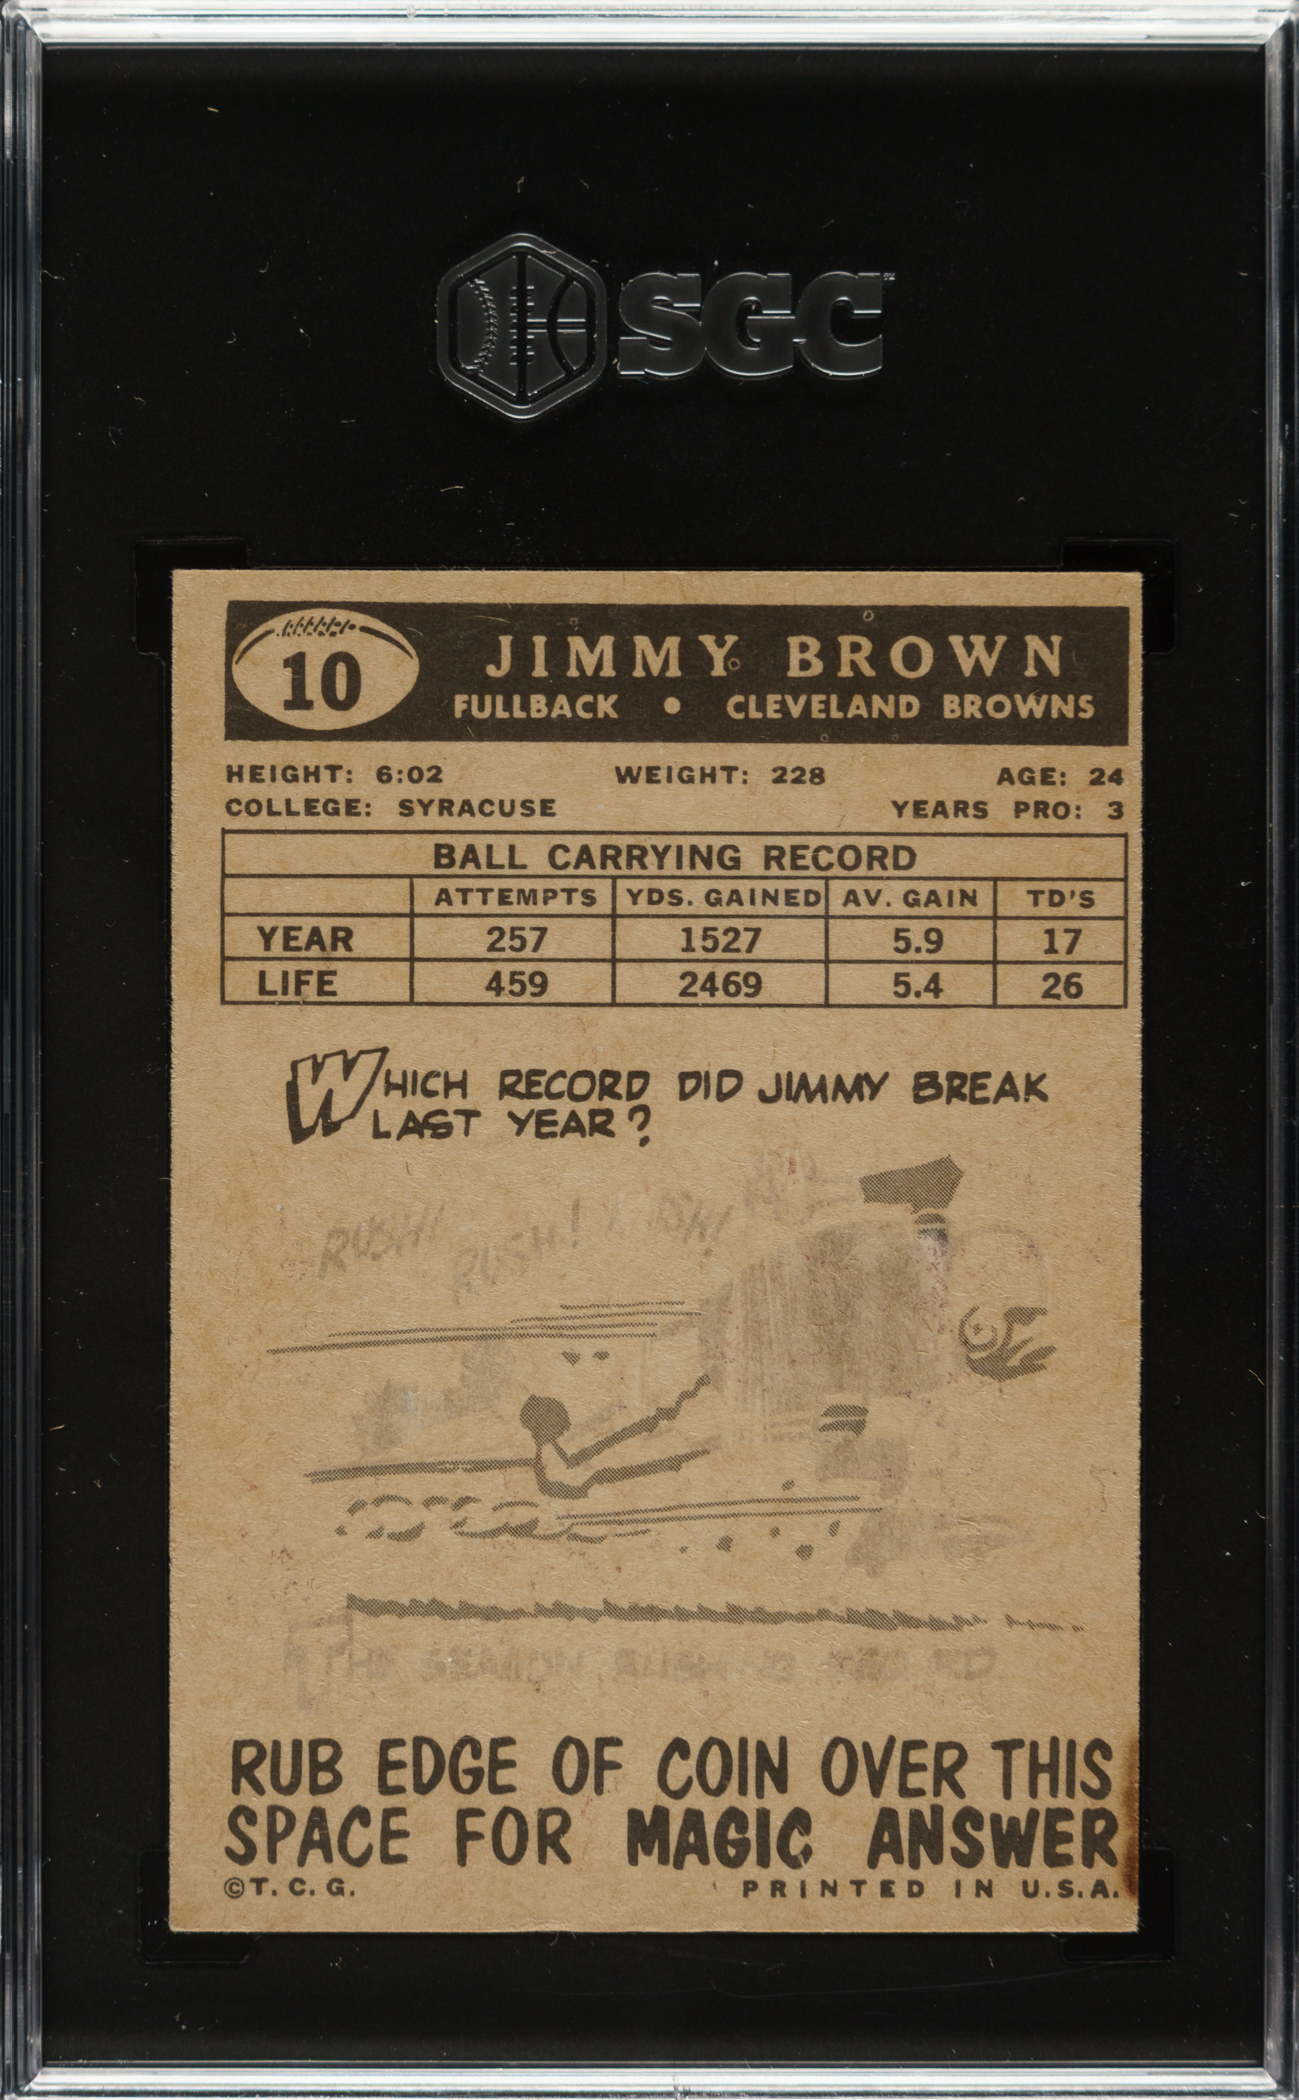 SGC
10
JIMMY BROWN
FULLBACK • CLEVELAND BROWNS
HEIGHT: 6:02 WEIGHT: 228 AGE: 24
COLLEGE: SYRACUSE YEARS PRO: 3
BALL CARRYING RECORD
ATTEMPTS YDS. GAINED AV. GAIN TD'S
YEAR 257 1527 5.9 17
LIFE 459 2469 5.4 26
WHICH RECORD DID JIMMY BREAK
LAST YEAR?
RUSH! RUSH! RUSH!
RUB EDGE OF COIN OVER THIS
SPACE FOR MAGIC ANSWER
©T. C. G. PRINTED IN U.S.A.